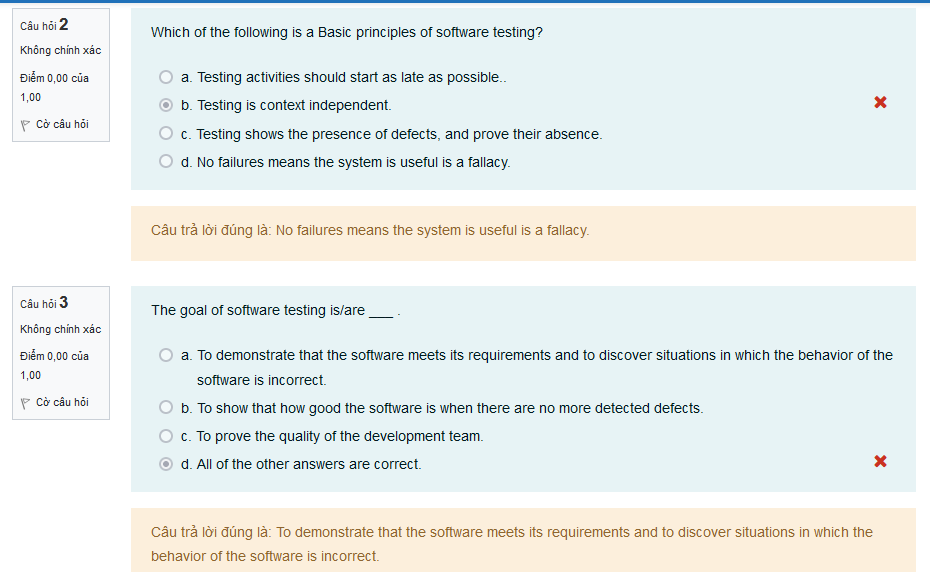 Câu hỏi 2
Không chính xác
Điểm 0,00 của
1,00
Cờ câu hỏi
Which of the following is a Basic principles of software testing?
a. Testing activities should start as late as possible..
b. Testing is context independent.
c. Testing shows the presence of defects, and prove their absence.
d. No failures means the system is useful is a fallacy.
Câu trả lời đúng là: No failures means the system is useful is a fallacy.
Câu hỏi 3
Không chính xác
Điểm 0,00 của
1,00
Cờ câu hỏi
The goal of software testing is/are ___ .
a. To demonstrate that the software meets its requirements and to discover situations in which the behavior of the
software is incorrect.
b. To show that how good the software is when there are no more detected defects.
c. To prove the quality of the development team.
d. All of the other answers are correct.
Câu trả lời đúng là: To demonstrate that the software meets its requirements and to discover situations in which the
behavior of the software is incorrect.